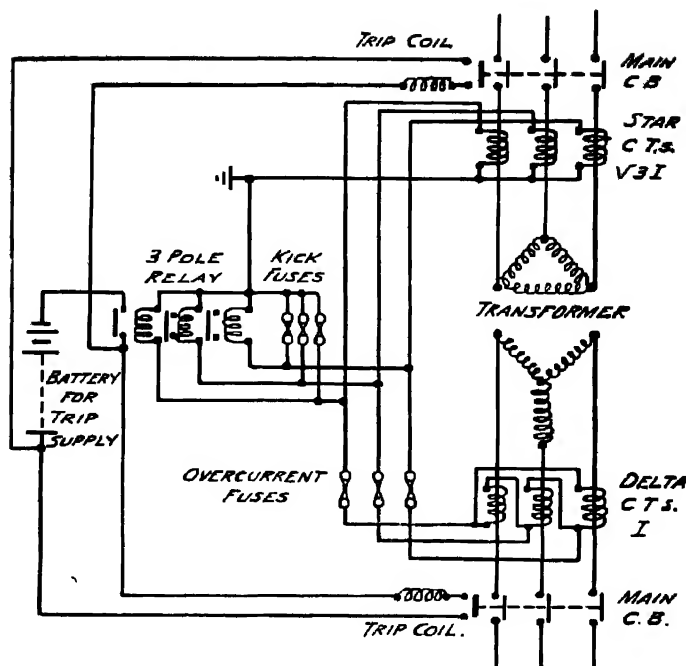 TRIP COIL
MAIN
C B
STAR
C T.s.
√3 I
3 POLE
RELAY
KICK
FUSES
TRANSFORMER
BATTERY
FOR
TRIP
SUPPLY
OVERCURRENT
FUSES
DELTA
C T s.
I
MAIN
C. B.
TRIP COIL.